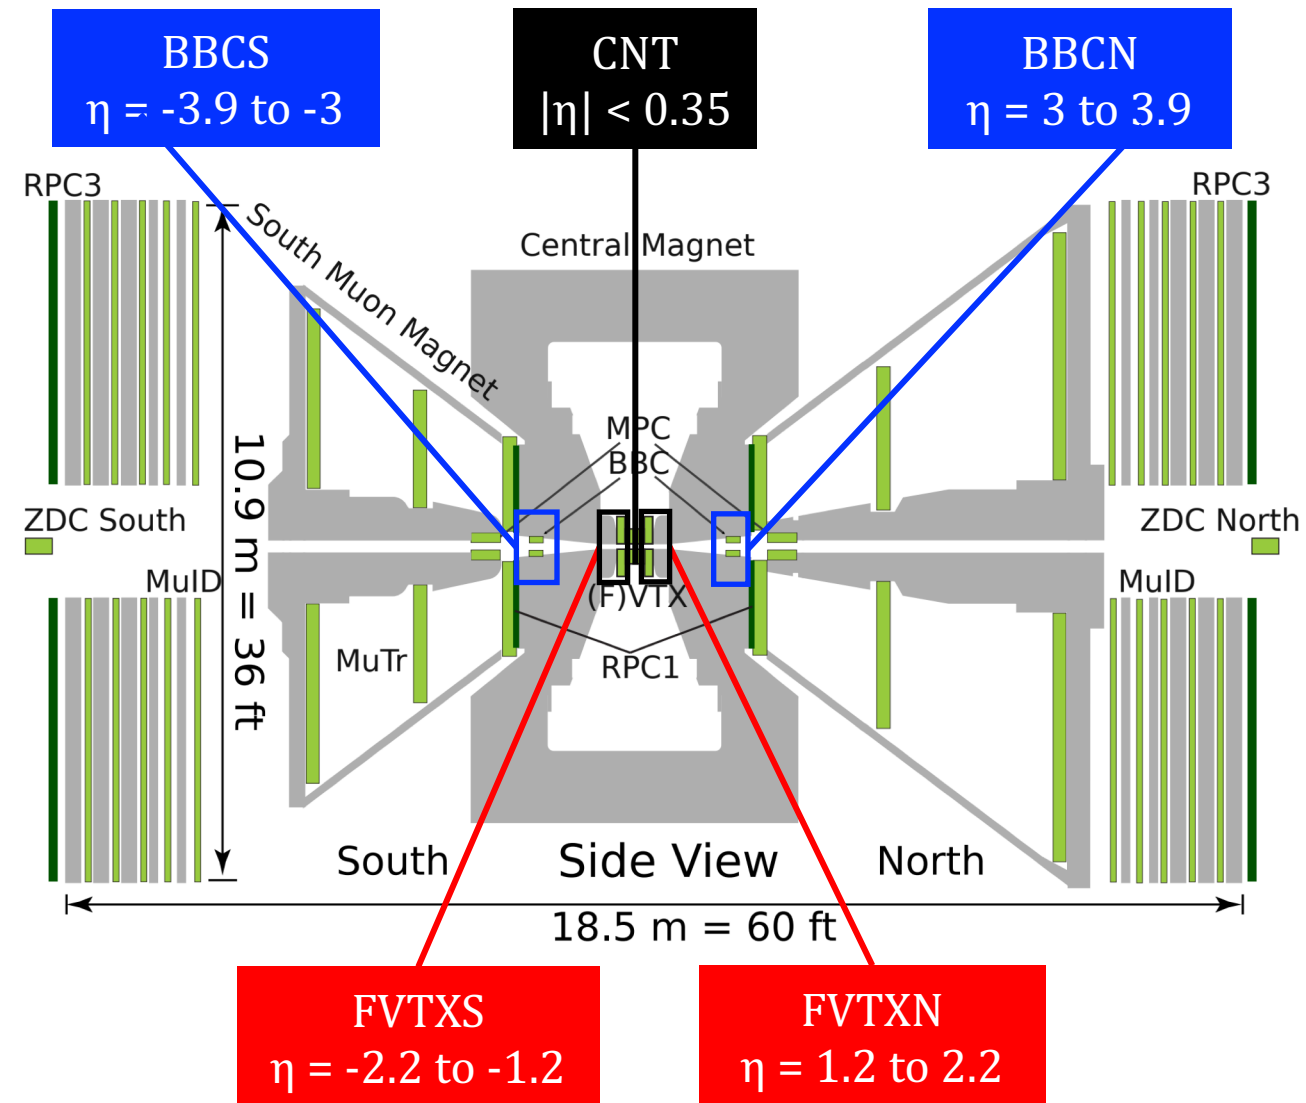 BBCS
η = -3.9 to -3
CNT
|η| < 0.35
BBCN
η = 3 to 3.9
RPC3
RPC3
South Muon Magnet
Central Magnet
10.9 m = 36 ft
MPC
BBC
ZDC South
ZDC North
MuID
MuID
(F)VTX
MuTr
RPC1
South
Side View
North
18.5 m = 60 ft
FVTXS
η = -2.2 to -1.2
FVTXN
η = 1.2 to 2.2